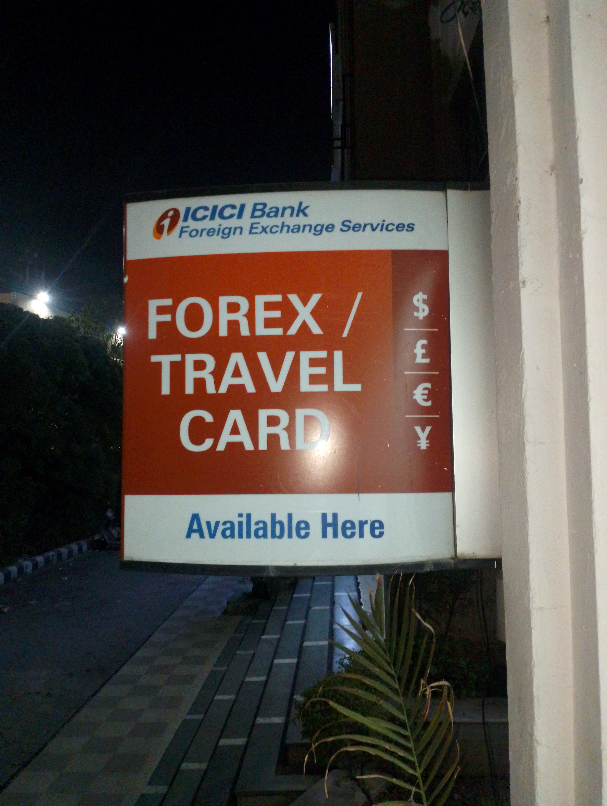 ICICI Bank
Foreign Exchange Services
FOREX /
TRAVEL
CARD
$
£
€
¥
Available Here